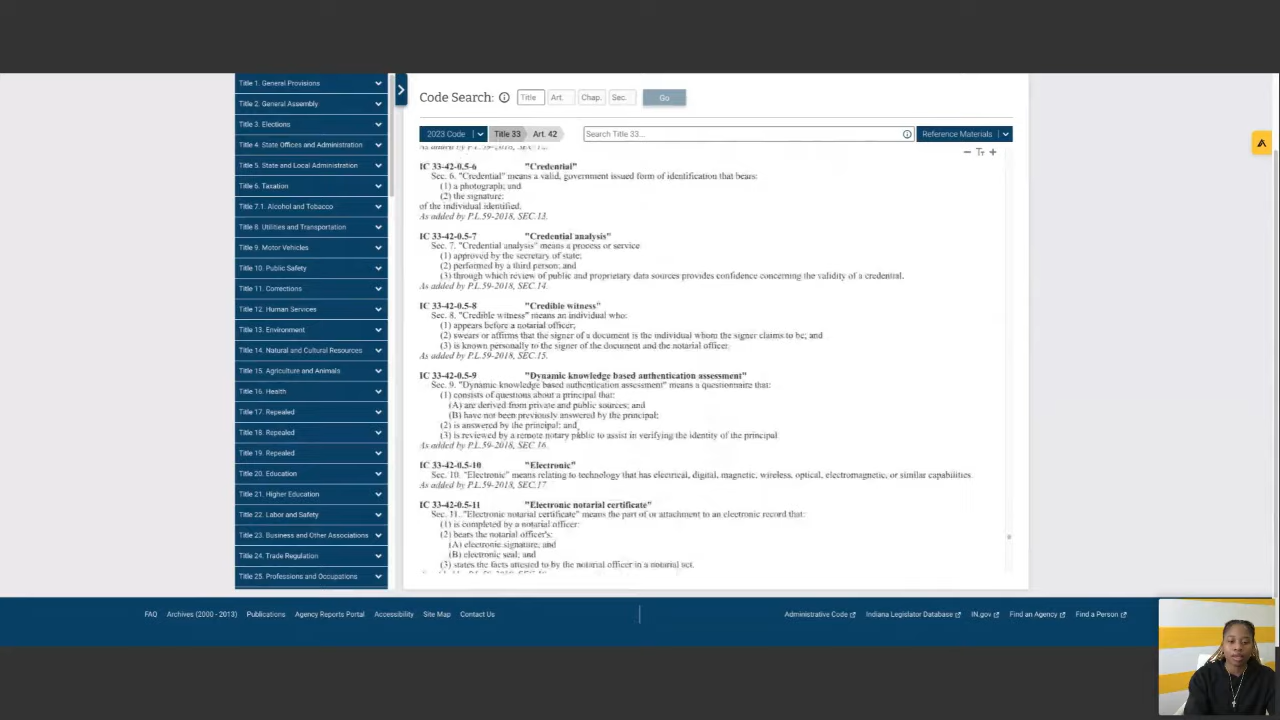 Title 1. General Provisions
Title 2. General Assembly
Title 3. Elections
Title 4. State Offices and Administration
Title 5. State and Local Administration
Title 6. Taxation
Title 7.1. Alcohol and Tobacco
Title 8. Utilities and Transportation
Title 9. Motor Vehicles
Title 10. Public Safety
Title 11. Corrections
Title 12. Human Services
Title 13. Environment
Title 14. Natural and Cultural Resources
Title 15. Agriculture and Animals
Title 16. Health
Title 17. Repealed
Title 18. Repealed
Title 19. Repealed
Title 20. Education
Title 21. Higher Education
Title 22. Labor and Safety
Title 23. Business and Other Associations
Title 24. Trade Regulation
Title 25. Professions and Occupations
Code Search: Title Art. Chap. Sec. Go
2023 Code Title 33 Art. 42 Search Title 33... Reference Materials
IC 33-42-0.5-6 "Credential"
Sec. 6. "Credential" means a valid, government issued form of identification that bears:
(1) a photograph; and
(2) the signature;
of the individual identified.
As added by P.L.59-2018, SEC.13.
IC 33-42-0.5-7 "Credential analysis"
Sec. 7. "Credential analysis" means a process or service
(1) approved by the secretary of state;
(2) performed by a third person; and
(3) through which review of public and proprietary data sources provides confidence concerning the validity of a credential.
As added by P.L.59-2018, SEC.14.
IC 33-42-0.5-8 "Credible witness"
Sec. 8. "Credible witness" means an individual who:
(1) appears before a notarial officer;
(2) swears or affirms that the signer of a document is the individual whom the signer claims to be; and
(3) is known personally to the signer of the document and the notarial officer.
As added by P.L.59-2018, SEC.15.
IC 33-42-0.5-9 "Dynamic knowledge based authentication assessment"
Sec. 9. "Dynamic knowledge based authentication assessment" means a questionnaire that:
(1) consists of questions about a principal that:
(A) are derived from private and public sources; and
(B) have not been previously answered by the principal;
(2) is answered by the principal; and
(3) is reviewed by a remote notary public to assist in verifying the identity of the principal.
As added by P.L.59-2018, SEC.16.
IC 33-42-0.5-10 "Electronic"
Sec. 10. "Electronic" means relating to technology that has electrical, digital, magnetic, wireless, optical, electromagnetic, or similar capabilities.
As added by P.L.59-2018, SEC.17.
IC 33-42-0.5-11 "Electronic notarial certificate"
Sec. 11. "Electronic notarial certificate" means the part of or attachment to an electronic record that:
(1) is completed by a notarial officer;
(2) bears the notarial officer's:
(A) electronic signature; and
(B) electronic seal; and
(3) states the facts attested to by the notarial officer in a notarial act.
FAQ Archives (2000 - 2013) Publications Agency Reports Portal Accessibility Site Map Contact Us
Administrative Code Indiana Legislator Database IN.gov Find an Agency Find a Person